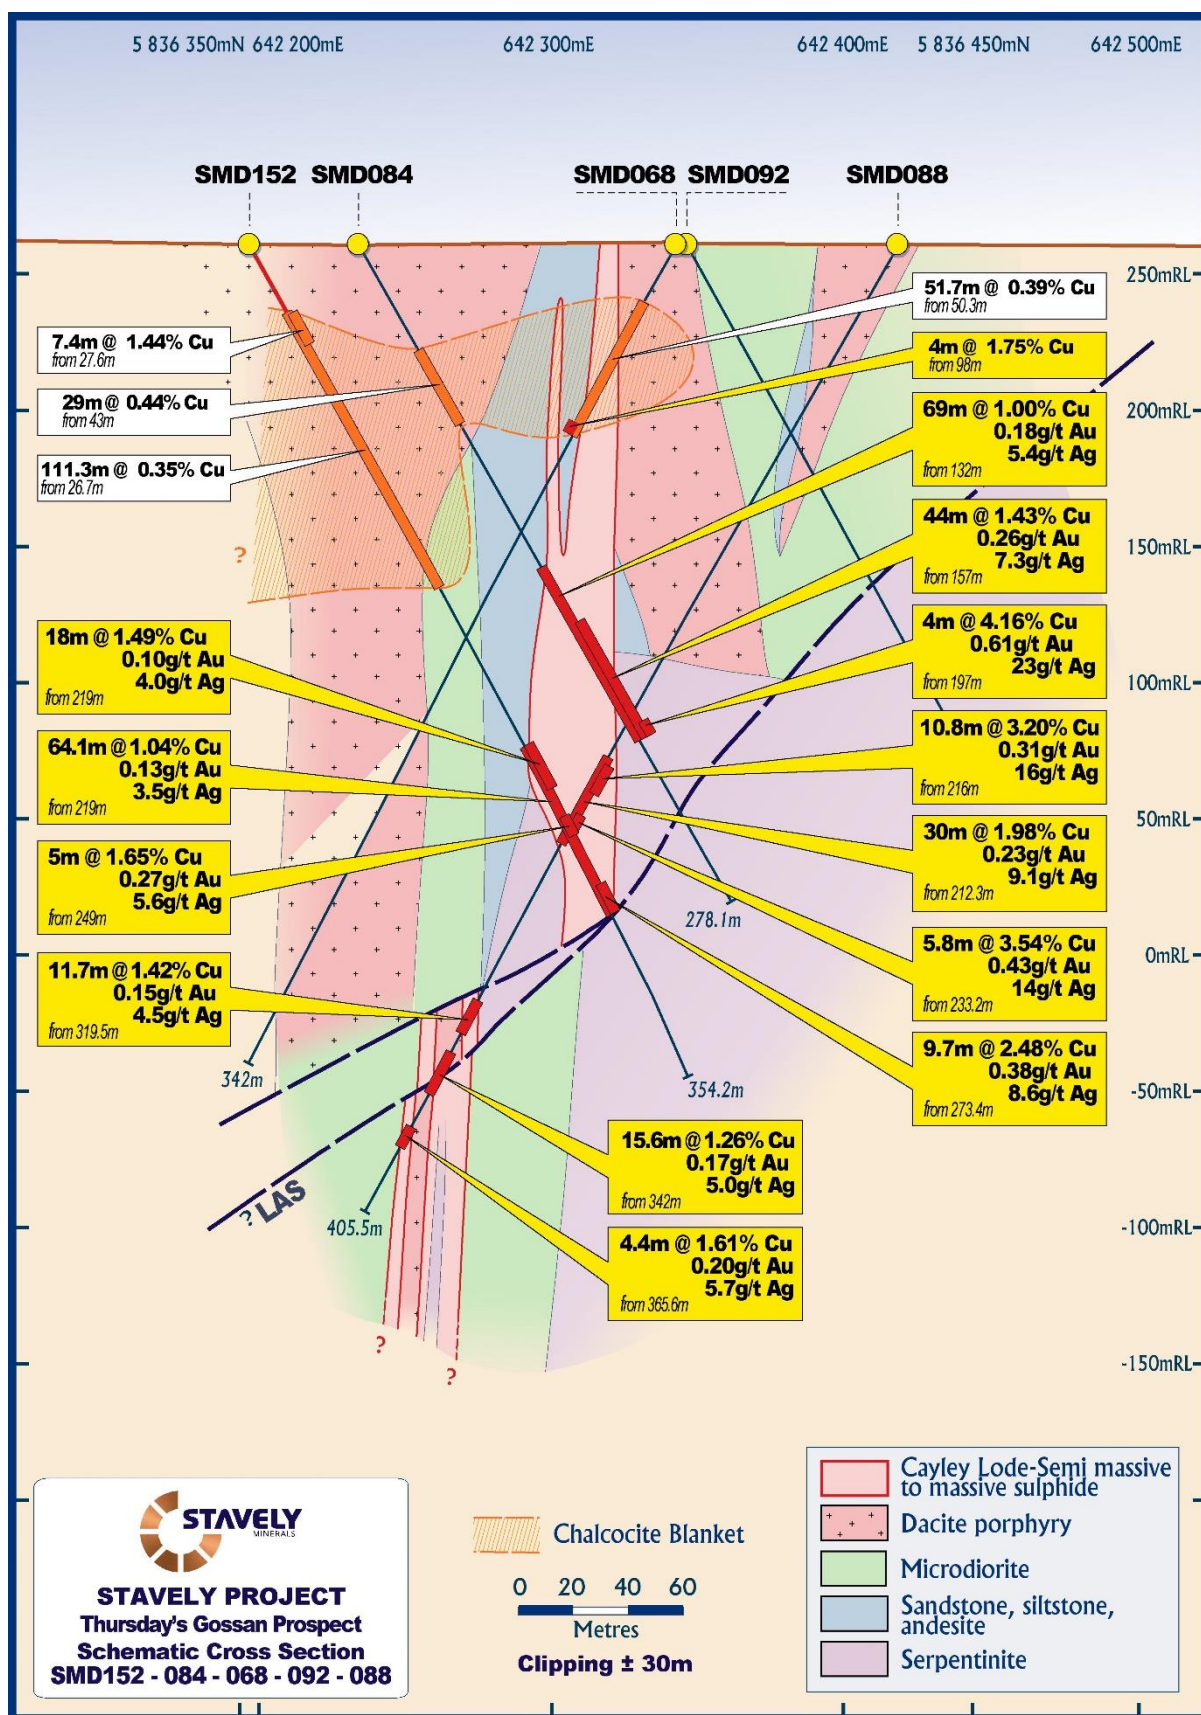 5 836 350mN 642 200mE 642 300mE 642 400mE 5 836 450mN 642 500mE
SMD152 SMD084 SMD068 SMD092 SMD088
250mRL
200mRL
150mRL
100mRL
50mRL
0mRL
-50mRL
-100mRL
-150mRL
7.4m @ 1.44% Cu
from 27.6m
29m @ 0.44% Cu
from 43m
111.3m @ 0.35% Cu
from 26.7m
?
18m @ 1.49% Cu
0.10g/t Au
4.0g/t Ag
from 219m
64.1m @ 1.04% Cu
0.13g/t Au
3.5g/t Ag
from 219m
5m @ 1.65% Cu
0.27g/t Au
5.6g/t Ag
from 249m
11.7m @ 1.42% Cu
0.15g/t Au
4.5g/t Ag
from 319.5m
51.7m @ 0.39% Cu
from 50.3m
4m @ 1.75% Cu
from 98m
69m @ 1.00% Cu
0.18g/t Au
5.4g/t Ag
from 132m
44m @ 1.43% Cu
0.26g/t Au
7.3g/t Ag
from 157m
4m @ 4.16% Cu
0.61g/t Au
23g/t Ag
from 197m
10.8m @ 3.20% Cu
0.31g/t Au
16g/t Ag
from 216m
30m @ 1.98% Cu
0.23g/t Au
9.1g/t Ag
from 212.3m
5.8m @ 3.54% Cu
0.43g/t Au
14g/t Ag
from 233.2m
9.7m @ 2.48% Cu
0.38g/t Au
8.6g/t Ag
from 273.4m
15.6m @ 1.26% Cu
0.17g/t Au
5.0g/t Ag
from 342m
4.4m @ 1.61% Cu
0.20g/t Au
5.7g/t Ag
from 365.6m
278.1m
342m
354.2m
405.5m
? LAS
?
?
STAVELY
MINERALS
STAVELY PROJECT
Thursday's Gossan Prospect
Schematic Cross Section
SMD152 - 084 - 068 - 092 - 088
Chalcocite Blanket
0 20 40 60
Metres
Clipping ± 30m
Cayley Lode-Semi massive
to massive sulphide
Dacite porphyry
Microdiorite
Sandstone, siltstone,
andesite
Serpentinite